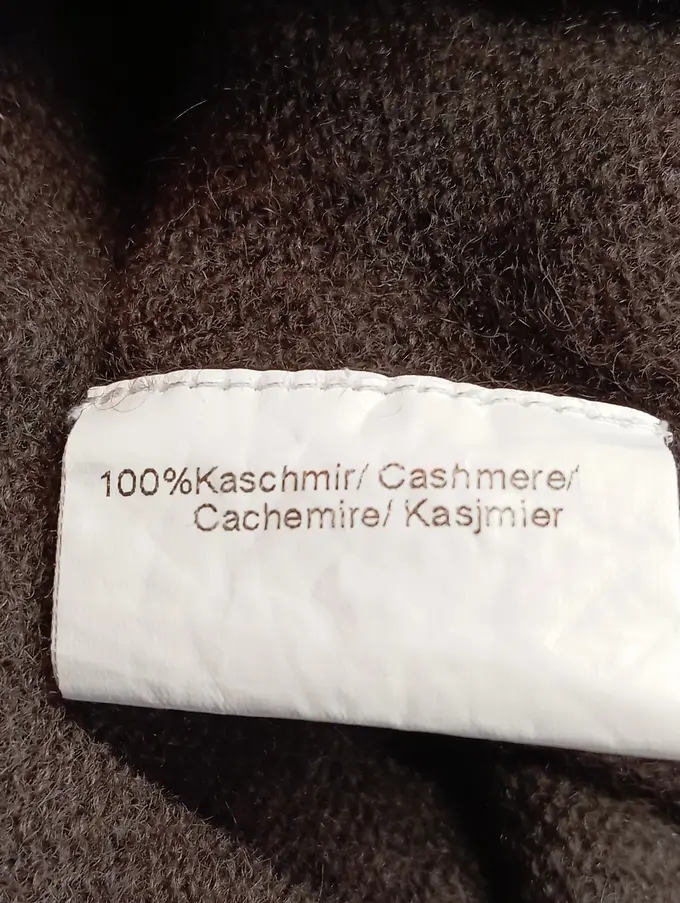 100%Kaschmir/ Cashmere/
Cachemire/ Kasjmier